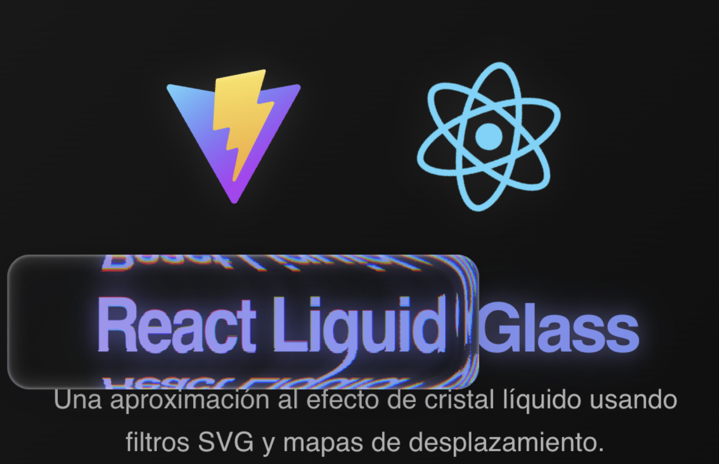 React Liquid Glass
Una aproximación al efecto de cristal líquido usando
filtros SVG y mapas de desplazamiento.